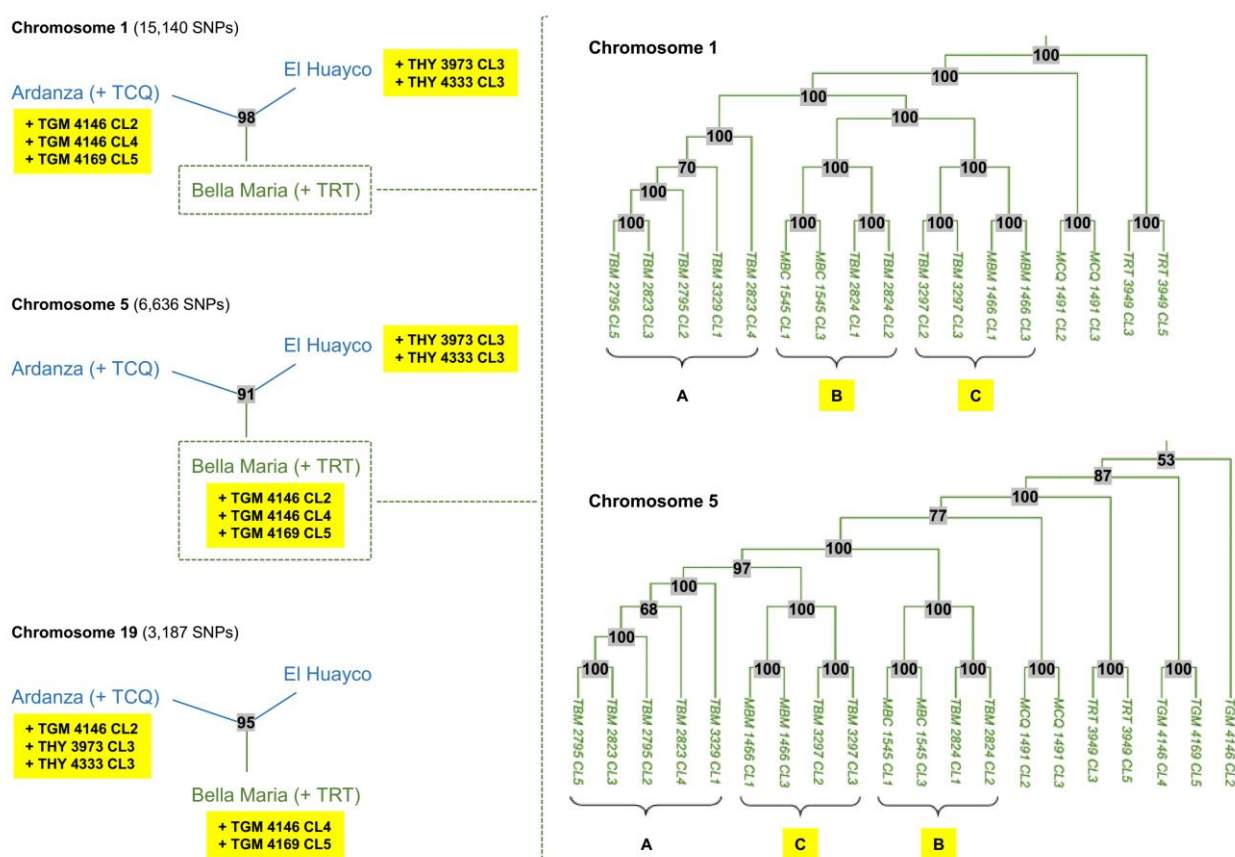 Chromosome 1 (15,140 SNPs)
El Huayco
+ THY 3973 CL3
+ THY 4333 CL3
Ardanza (+ TCQ)
+ TGM 4146 CL2
+ TGM 4146 CL4
+ TGM 4169 CL5
98
Bella Maria (+ TRT)
Chromosome 5 (6,636 SNPs)
El Huayco
+ THY 3973 CL3
+ THY 4333 CL3
Ardanza (+ TCQ)
91
Bella Maria (+ TRT)
+ TGM 4146 CL2
+ TGM 4146 CL4
+ TGM 4169 CL5
Chromosome 19 (3,187 SNPs)
El Huayco
Ardanza (+ TCQ)
+ TGM 4146 CL2
+ THY 3973 CL3
+ THY 4333 CL3
95
Bella Maria (+ TRT)
+ TGM 4146 CL4
+ TGM 4169 CL5
Chromosome 1
100
100
100
100
100
70
100
100
100
100
100
100
100
100
100
100
TBM 2795 CL5
TBM 2823 CL3
TBM 2795 CL2
TBM 3329 CL1
TBM 2823 CL4
MBC 1545 CL1
MBC 1545 CL3
TBM 2824 CL1
TBM 2824 CL2
TBM 3297 CL2
TBM 3297 CL3
MBM 1466 CL1
MBM 1466 CL3
MCQ 1491 CL2
MCQ 1491 CL3
TRT 3949 CL3
TRT 3949 CL5
A
B
C
Chromosome 5
53
87
100
77
100
97
100
68
100
100
100
100
100
100
100
100
100
100
100
TBM 2795 CL5
TBM 2823 CL3
TBM 2795 CL2
TBM 2823 CL4
TBM 3329 CL1
MBM 1466 CL1
MBM 1466 CL3
TBM 3297 CL2
TBM 3297 CL3
MBC 1545 CL1
MBC 1545 CL3
TBM 2824 CL1
TBM 2824 CL2
MCQ 1491 CL2
MCQ 1491 CL3
TRT 3949 CL3
TRT 3949 CL5
TGM 4146 CL4
TGM 4169 CL5
TGM 4146 CL2
A
C
B